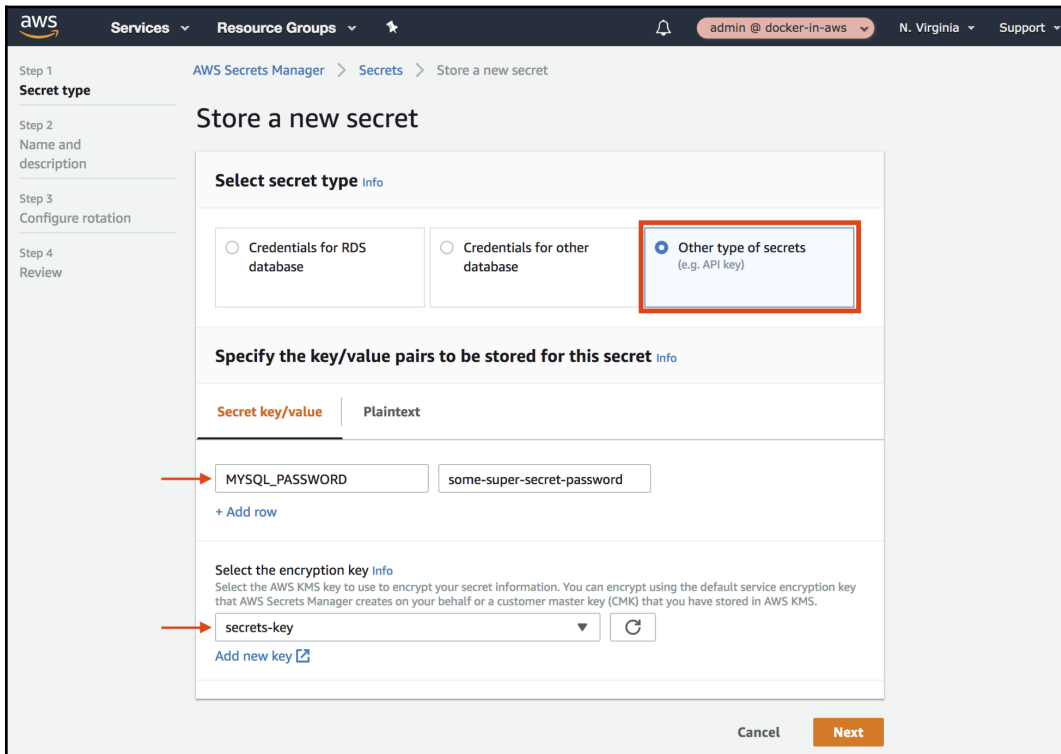 aws
Services
Resource Groups
admin @ docker-in-aws
N. Virginia
Support
Step 1
Secret type
Step 2
Name and
description
Step 3
Configure rotation
Step 4
Review
AWS Secrets Manager > Secrets > Store a new secret
Store a new secret
Select secret type Info
Credentials for RDS
database
Credentials for other
database
Other type of secrets
(e.g. API key)
Specify the key/value pairs to be stored for this secret Info
Secret key/value
Plaintext
MYSQL_PASSWORD
some-super-secret-password
+ Add row
Select the encryption key Info
Select the AWS KMS key to use to encrypt your secret information. You can encrypt using the default service encryption key
that AWS Secrets Manager creates on your behalf or a customer master key (CMK) that you have stored in AWS KMS.
secrets-key
Add new key
Cancel
Next